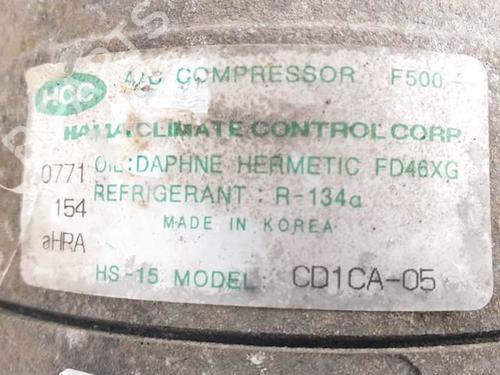 HCC
A/C COMPRESSOR F500
HALLA CLIMATE CONTROL CORP
OIL:DAPHNE HERMETIC FD46XG
0771
REFRIGERANT : R-134a
154
MADE IN KOREA
aHRA
HS-15 MODEL: CD1CA-05